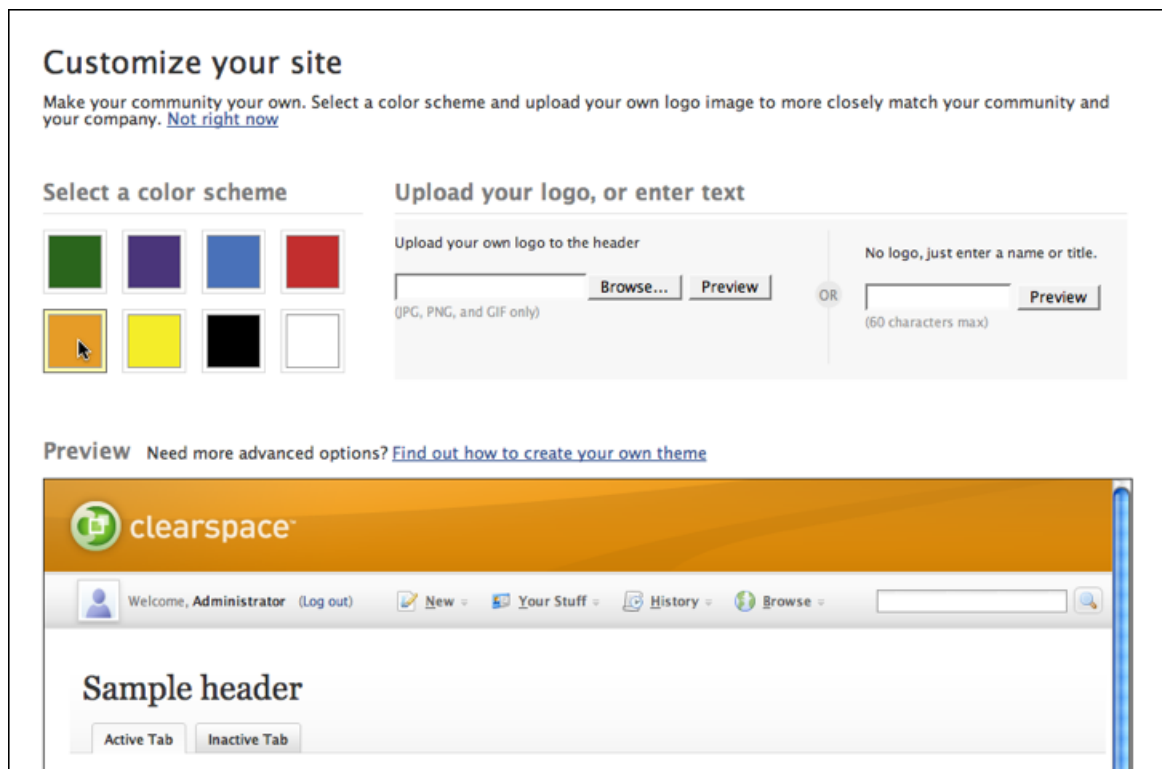 Customize your site
Make your community your own. Select a color scheme and upload your own logo image to more closely match your community and
your company. Not right now
Select a color scheme
Upload your logo, or enter text
Upload your own logo to the header
Browse...
Preview
(JPG, PNG, and GIF only)
OR
No logo, just enter a name or title.
Preview
(60 characters max)
Preview Need more advanced options? Find out how to create your own theme
clearspace™
Welcome, Administrator (Log out) New Your Stuff History Browse
Sample header
Active Tab Inactive Tab